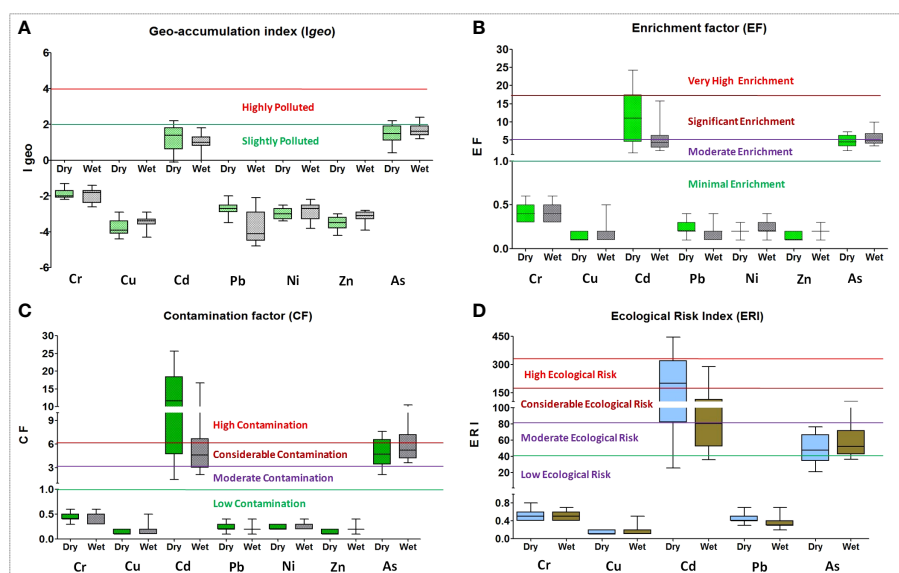 A
Geo-accumulation index (Igeo)
I geo
6
4
2
0
-2
-4
-6
Highly Polluted
Slightly Polluted
Dry Wet Dry Wet Dry Wet Dry Wet Dry Wet Dry Wet Dry Wet
Cr Cu Cd Pb Ni Zn As
B
Enrichment factor (EF)
E F
30
25
20
15
10
5
1.0
0.5
0.0
Very High Enrichment
Significant Enrichment
Moderate Enrichment
Minimal Enrichment
Dry Wet Dry Wet Dry Wet Dry Wet Dry Wet Dry Wet Dry Wet
Cr Cu Cd Pb Ni Zn As
C
Contamination factor (CF)
C F
30
25
20
15
10
9
6
3
1.0
0.5
0.0
High Contamination
Considerable Contamination
Moderate Contamination
Low Contamination
Dry Wet Dry Wet Dry Wet Dry Wet Dry Wet Dry Wet Dry Wet
Cr Cu Cd Pb Ni Zn As
D
Ecological Risk Index (ERI)
E R I
450
300
150
100
80
60
40
20
0.8
0.4
0.0
High Ecological Risk
Considerable Ecological Risk
Moderate Ecological Risk
Low Ecological Risk
Dry Wet Dry Wet Dry Wet Dry Wet Dry Wet
Cr Cu Cd Pb As